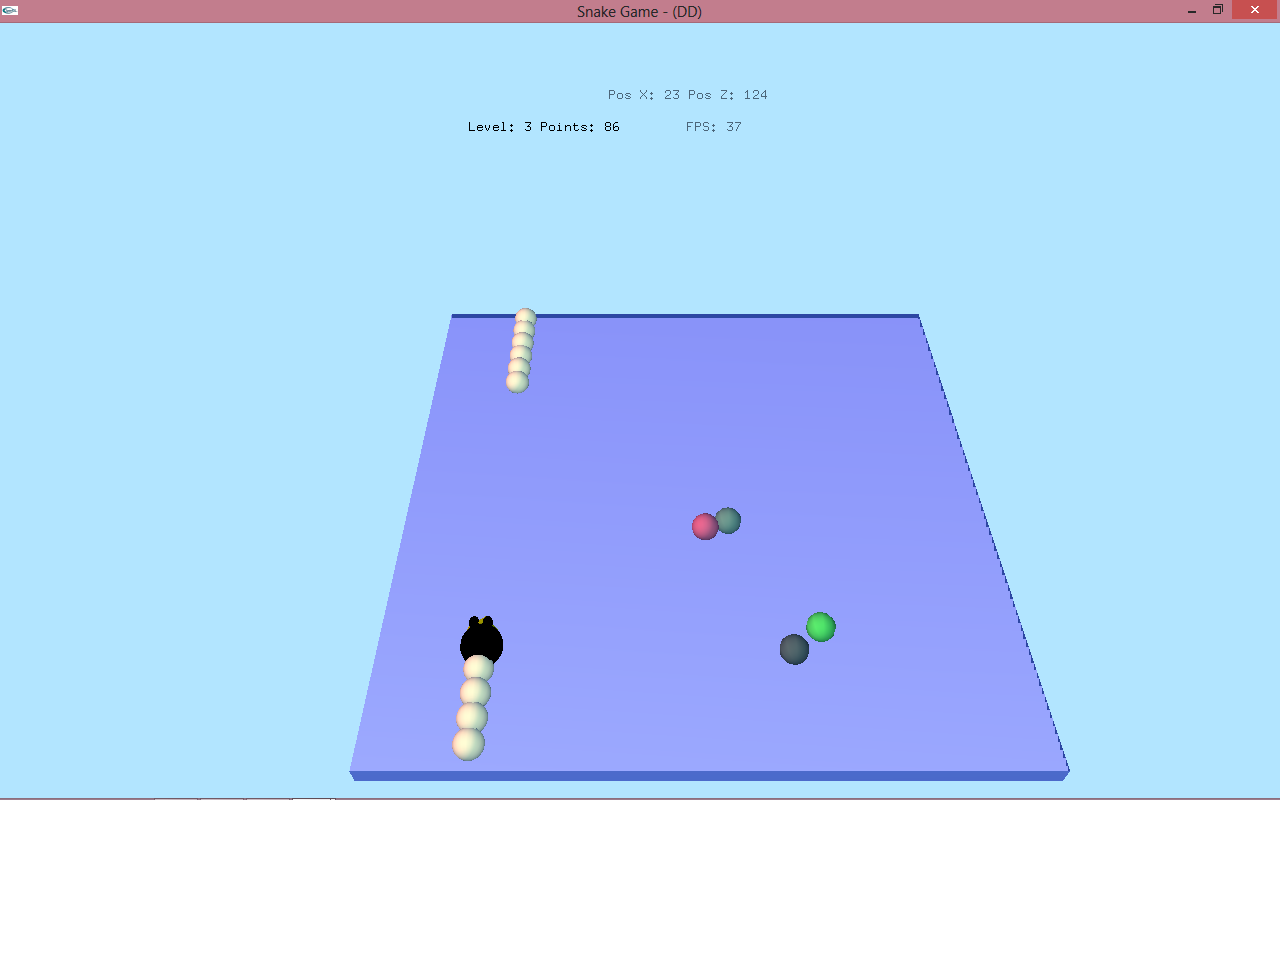 Snake Game - (DD)
Pos X: 23 Pos Z: 124
Level: 3 Points: 86 FPS: 37